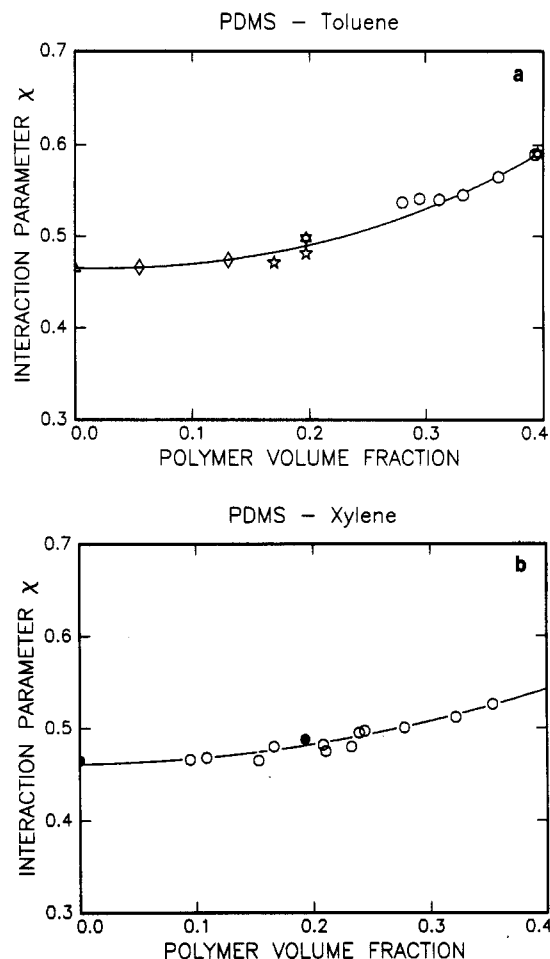 PDMS – Toluene
a
INTERACTION PARAMETER χ
0.7
0.6
0.5
0.4
0.3
0.0 0.1 0.2 0.3 0.4
POLYMER VOLUME FRACTION
PDMS – Xylene
b
INTERACTION PARAMETER χ
0.7
0.6
0.5
0.4
0.3
0.0 0.1 0.2 0.3 0.4
POLYMER VOLUME FRACTION